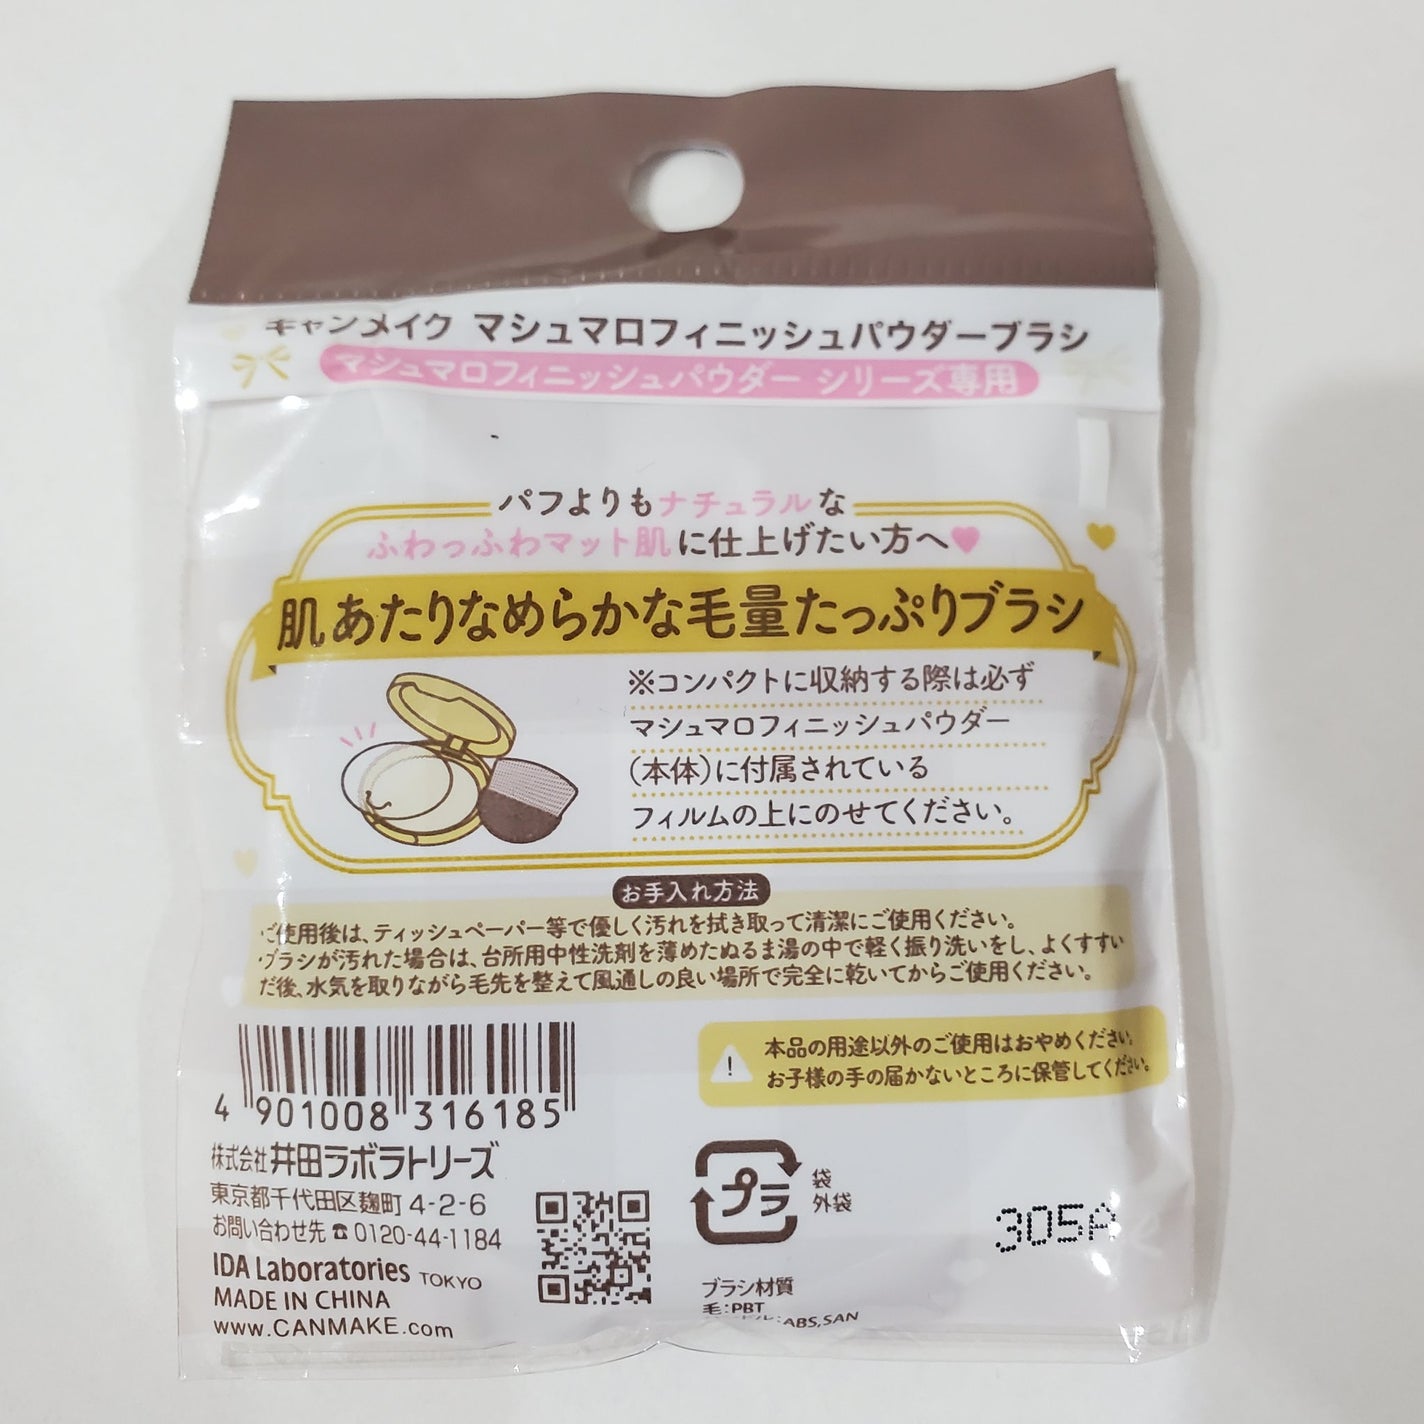 キャンメイク マシュマロフィニッシュパウダーブラシ
マシュマロフィニッシュパウダー シリーズ専用
パフよりもナチュラルな
ふわっふわマット肌に仕上げたい方へ♥
肌あたりなめらかな毛量たっぷりブラシ
※コンパクトに収納する際は必ず
マシュマロフィニッシュパウダー
(本体)に付属されている
フィルムの上にのせてください。
お手入れ方法
・ご使用後は、ティッシュペーパー等で優しく汚れを拭き取って清潔にご使用ください。
・ブラシが汚れた場合は、台所用中性洗剤を薄めたぬるま湯の中で軽く振り洗いをし、よくすすい
だ後、水気を取りながら毛先を整えて風通しの良い場所で完全に乾いてからご使用ください。
本品の用途以外のご使用はおやめください。
お子様の手の届かないところに保管してください。
4 901008 316185
株式会社 井田ラボラトリーズ
東京都千代田区麹町 4-2-6
お問い合わせ先 ☎ 0120-44-1184
IDA Laboratories TOKYO
MADE IN CHINA
www.CANMAKE.com
プラ
袋
外袋
305A
ブラシ材質
毛:PBT
:ABS,SAN